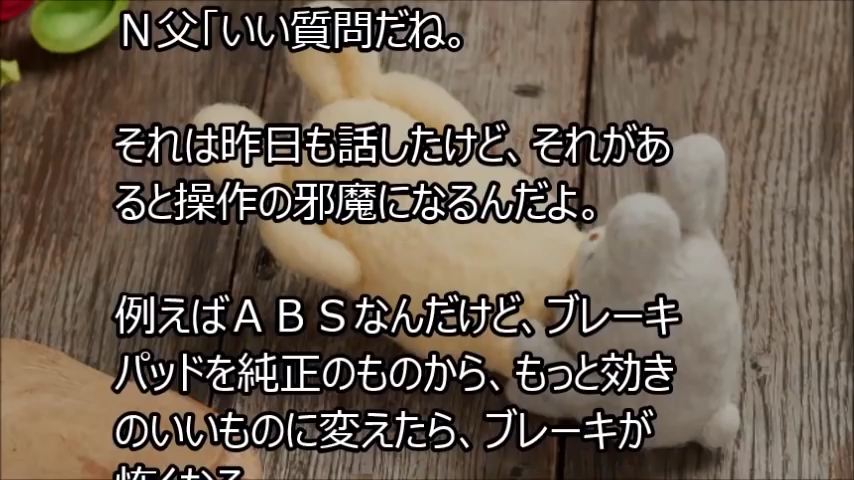 N父「いい質問だね。
それは昨日も話したけど、それがあ
ると操作の邪魔になるんだよ。
例えばＡＢＳなんだけど、ブレーキ
パッドを純正のものから、もっと効き
のいいものに変えたら、ブレーキが